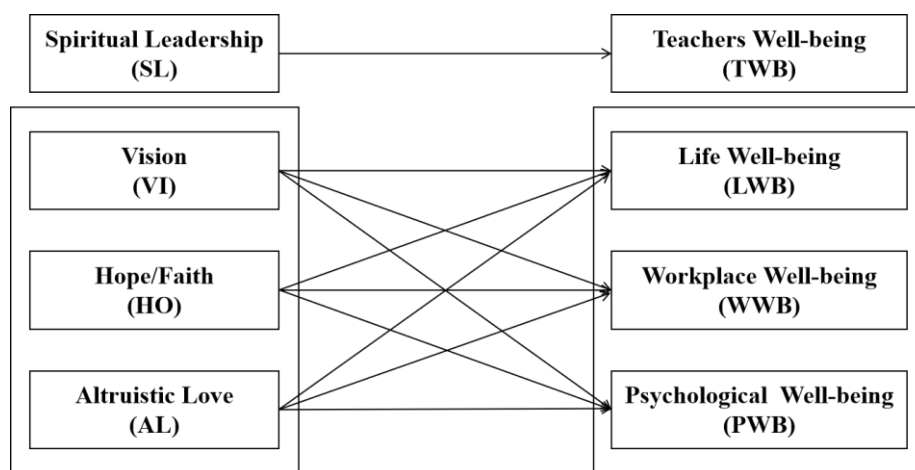 Spiritual Leadership
(SL)
Teachers Well-being
(TWB)
Vision
(VI)
Life Well-being
(LWB)
Hope/Faith
(HO)
Workplace Well-being
(WWB)
Altruistic Love
(AL)
Psychological Well-being
(PWB)